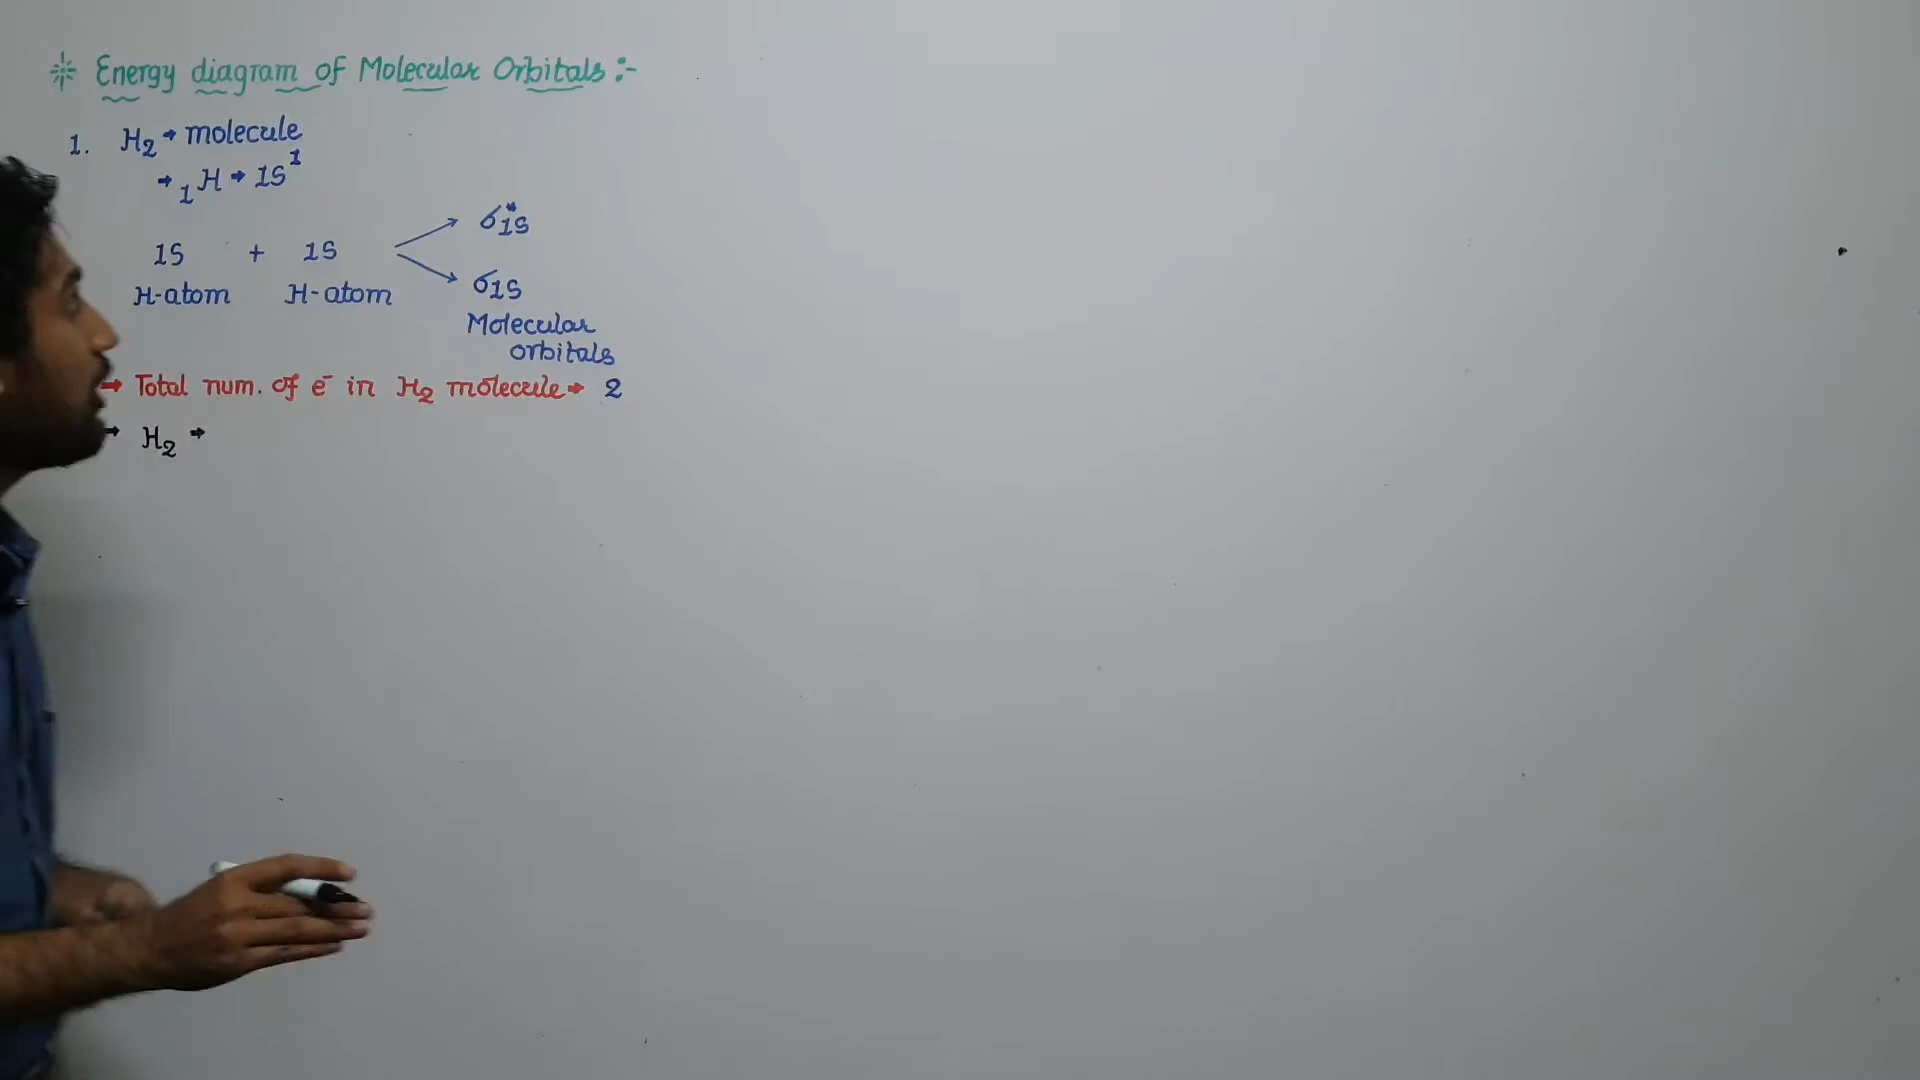 * Energy diagram of Molecular Orbitals :-
1. H₂ → molecule
→ ₁H → 1S¹
σ*1s
1S + 1S
σ1s
H-atom H-atom
Molecular
orbitals
→ Total num. of e⁻ in H₂ molecule → 2
→ H₂ →